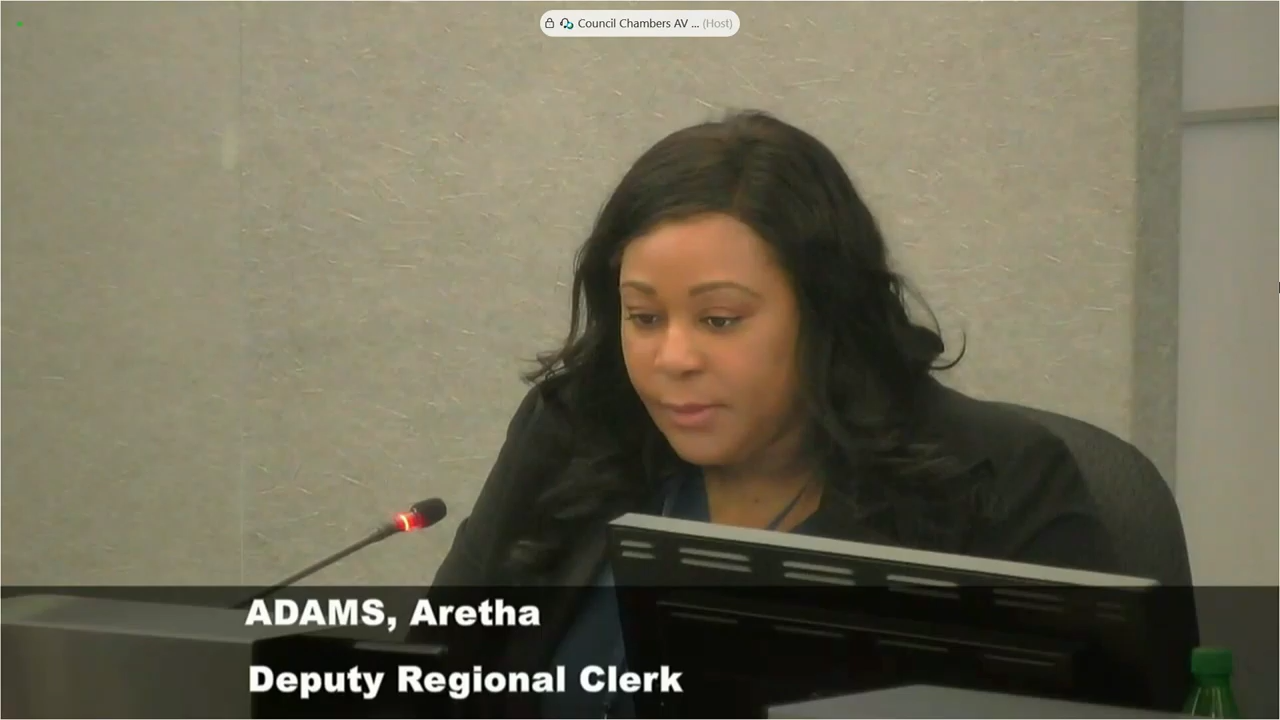 Council Chambers AV ... (Host)
ADAMS, Aretha
Deputy Regional Clerk